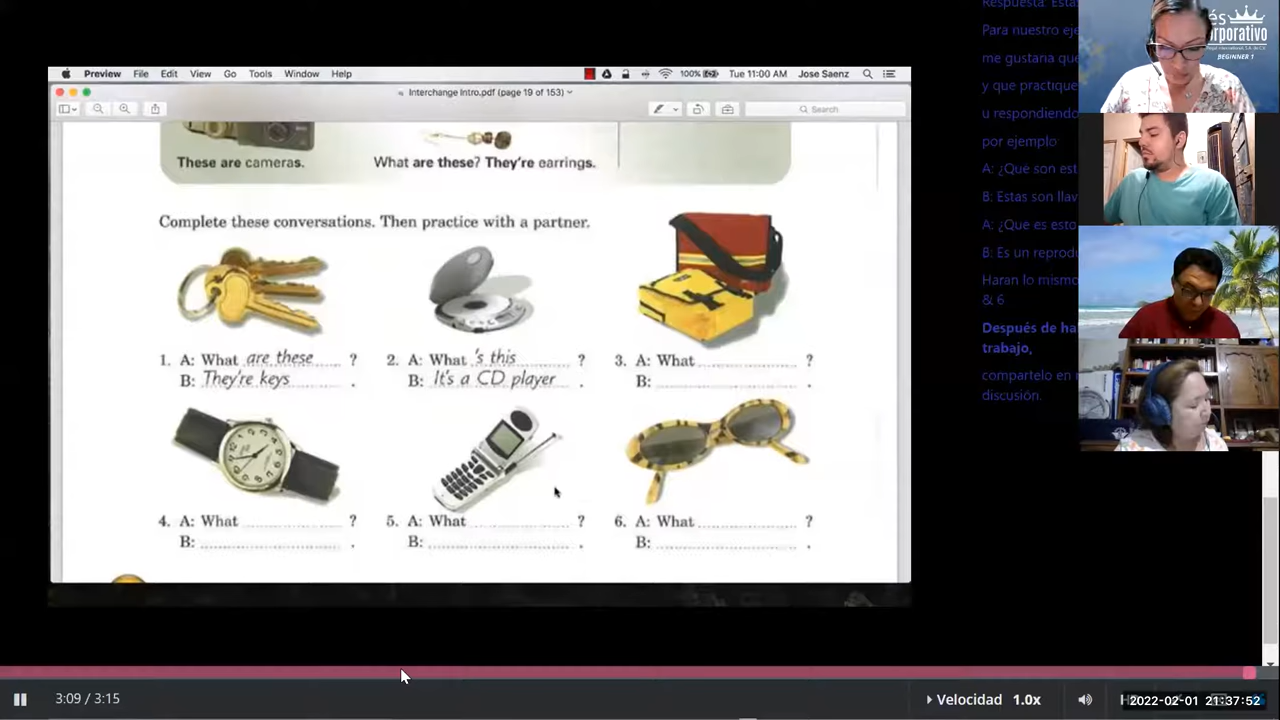 Preview File Edit View Go Tools Window Help 100% Tue 11:00 AM Jose Saenz
Interchange Intro.pdf (page 19 of 153)
Search
These are cameras. What are these? They're earrings.
Complete these conversations. Then practice with a partner.
1. A: What are these ? 2. A: What 's this ? 3. A: What ?
B: They're keys . B: It's a CD player . B: .
4. A: What ? 5. A: What ? 6. A: What ?
B: . B: . B: .
Respuesta: Estas
Para nuestro eje
me gustaria que
y que practique
u respondiendo
por ejemplo:
A: ¿Que son est
B: Estas son llav
A: ¿Que es esto
B: Es un reprod
Haran lo mismo
& 6
Después de ha
trabajo,
compartelo en
discusión.
és
orporativo
BEGINNER 1
3:09 / 3:15
Velocidad 1.0x
2022-02-01 21:37:52